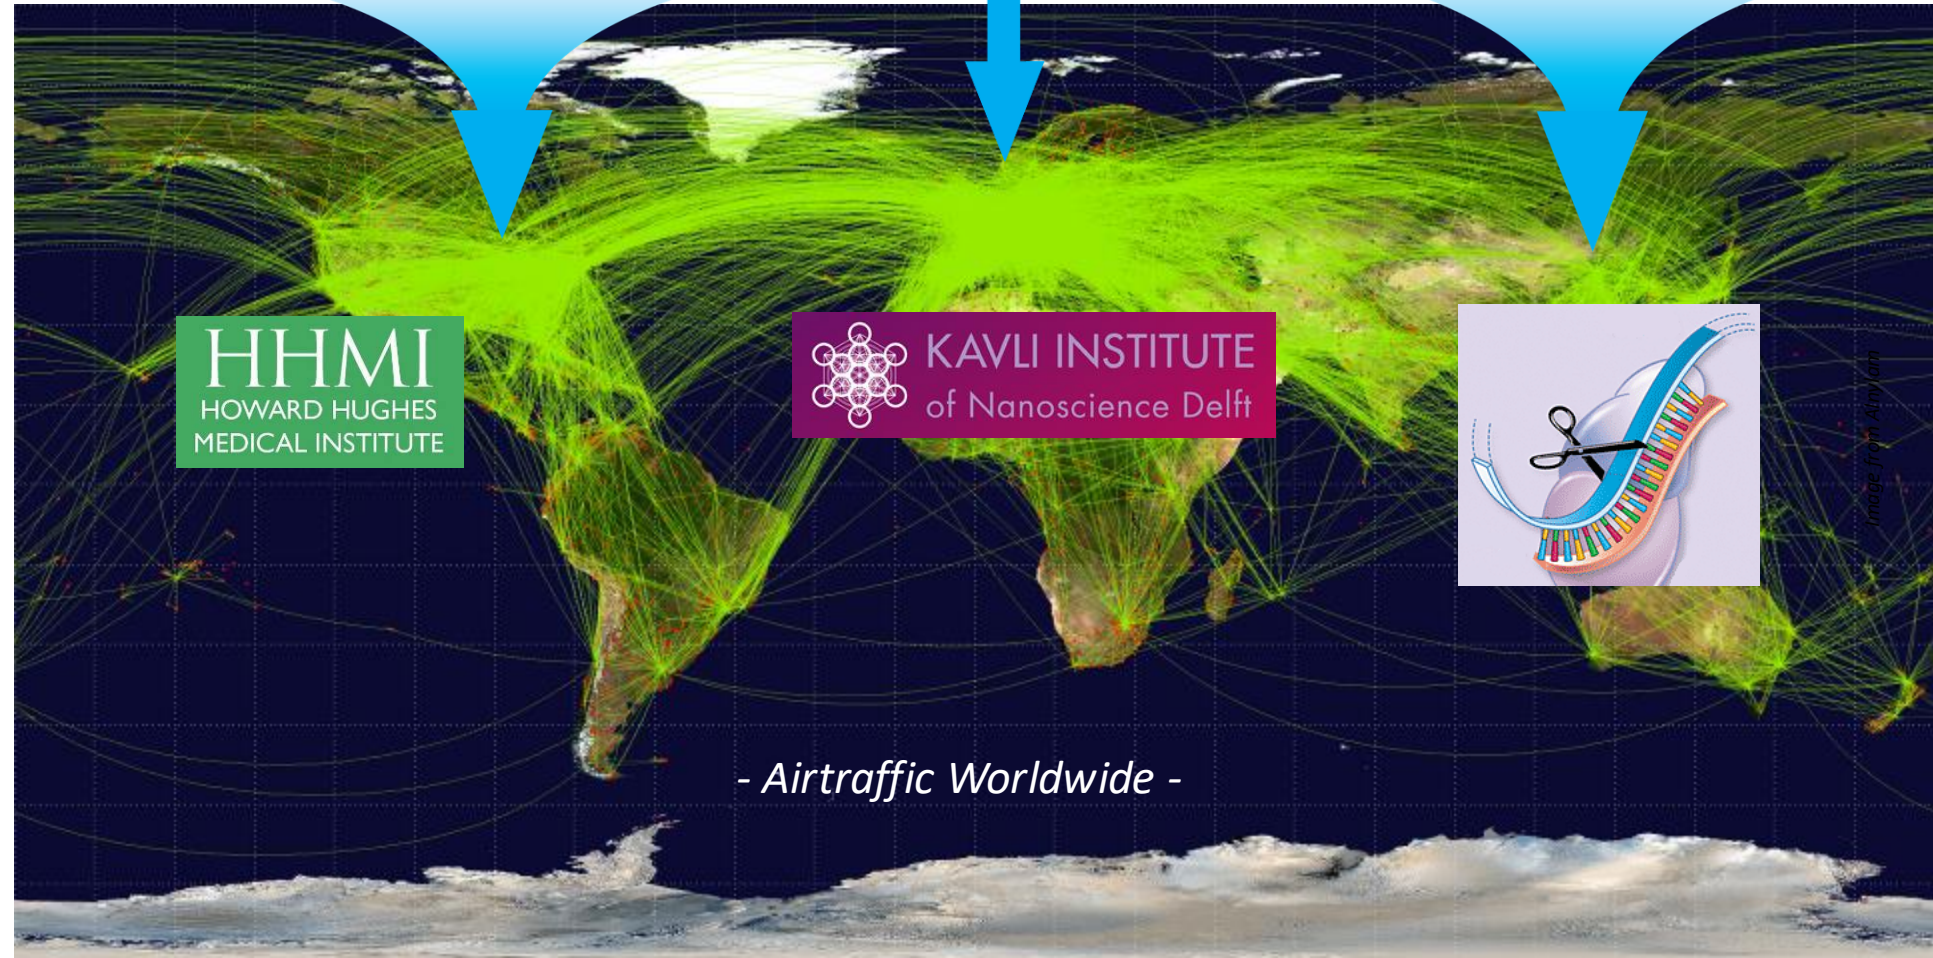 HHMI
HOWARD HUGHES
MEDICAL INSTITUTE
KAVLI INSTITUTE
of Nanoscience Delft
- Airtraffic Worldwide -